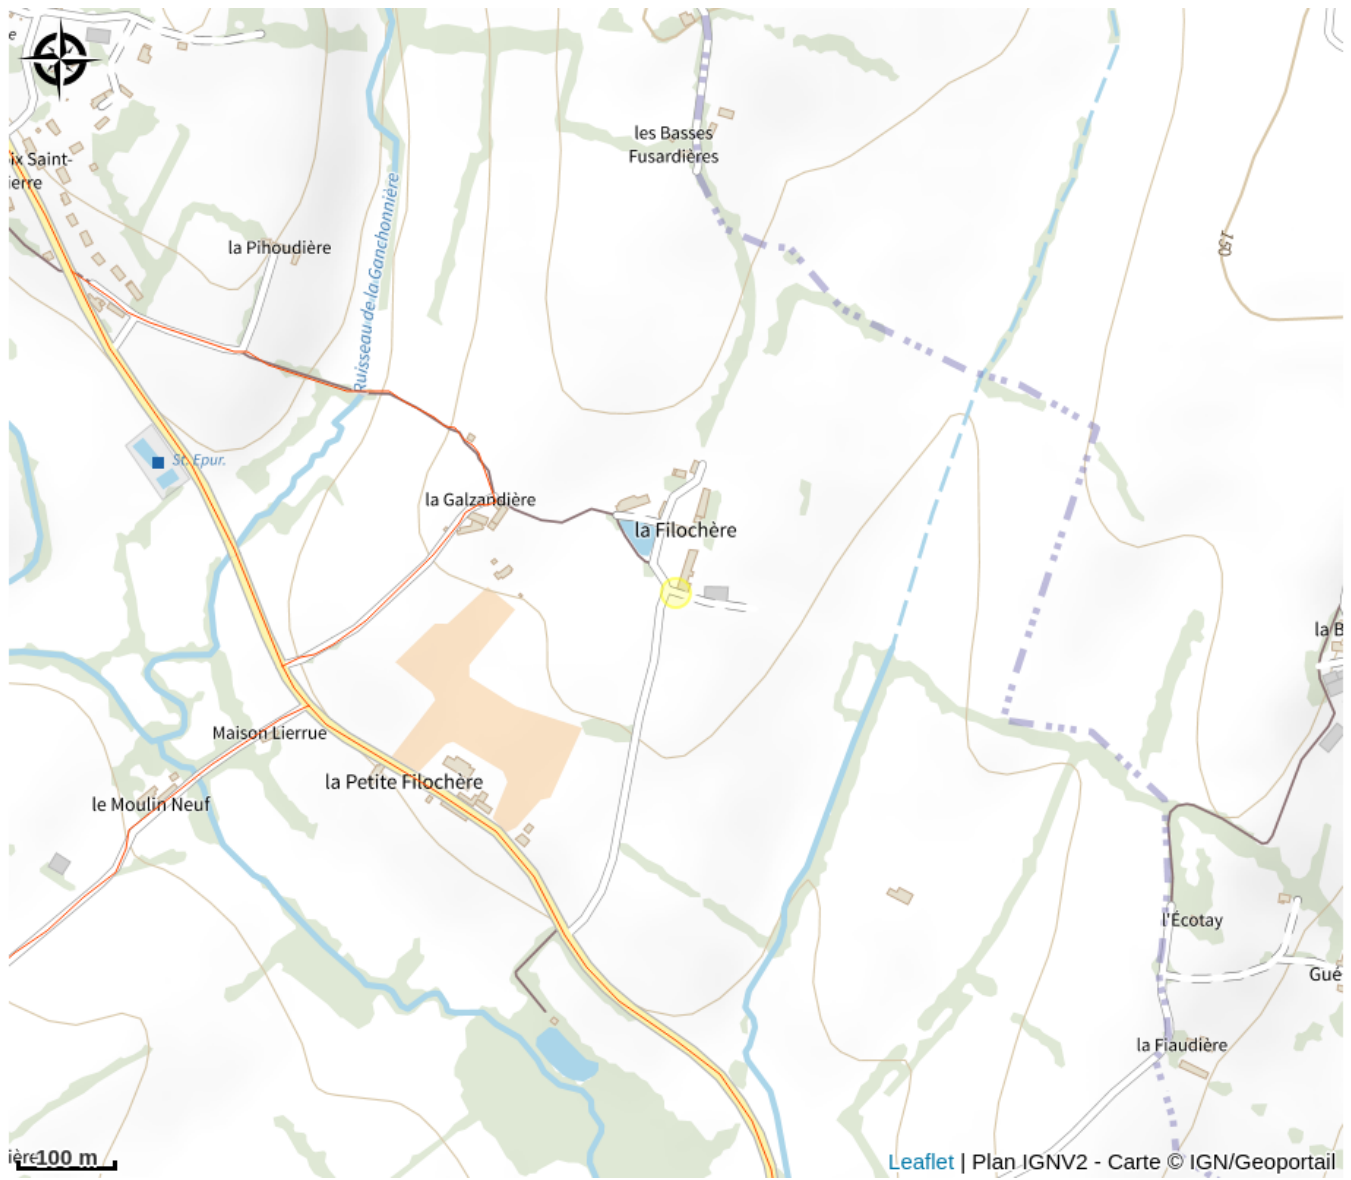 e
ix Saint-
ierre
les Basses
Fusardières
la Pihoudière
Ruisseau de la Ganchonnière
150
St. Epur.
la Galzandière
la Filochère
la B
Maison Lierrue
la Petite Filochère
le Moulin Neuf
l'Écotay
Gué
la Fiaudière
ière
100 m
Leaflet | Plan IGNV2 - Carte © IGN/Geoportail